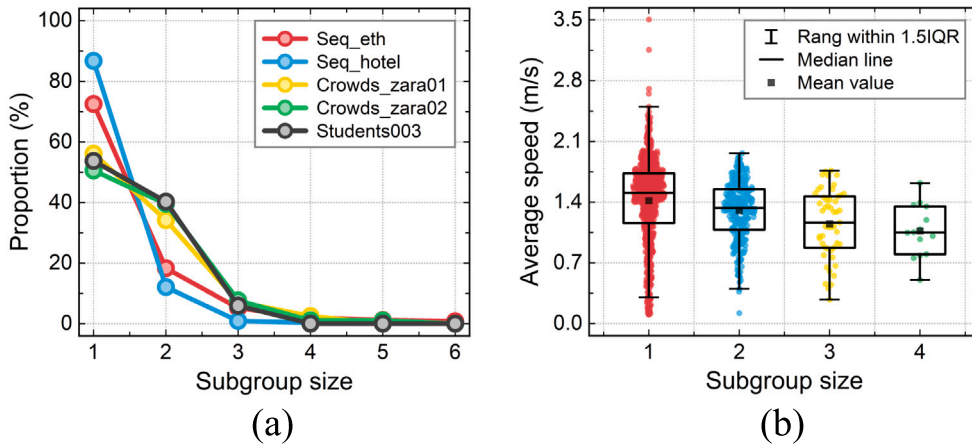 Proportion (%)
100
80
60
40
20
0
Seq_eth
Seq_hotel
Crowds_zara01
Crowds_zara02
Students003
1 2 3 4 5 6
Subgroup size
(a)
Average speed (m/s)
3.5
2.8
2.1
1.4
0.7
0.0
Rang within 1.5IQR
Median line
Mean value
1 2 3 4
Subgroup size
(b)